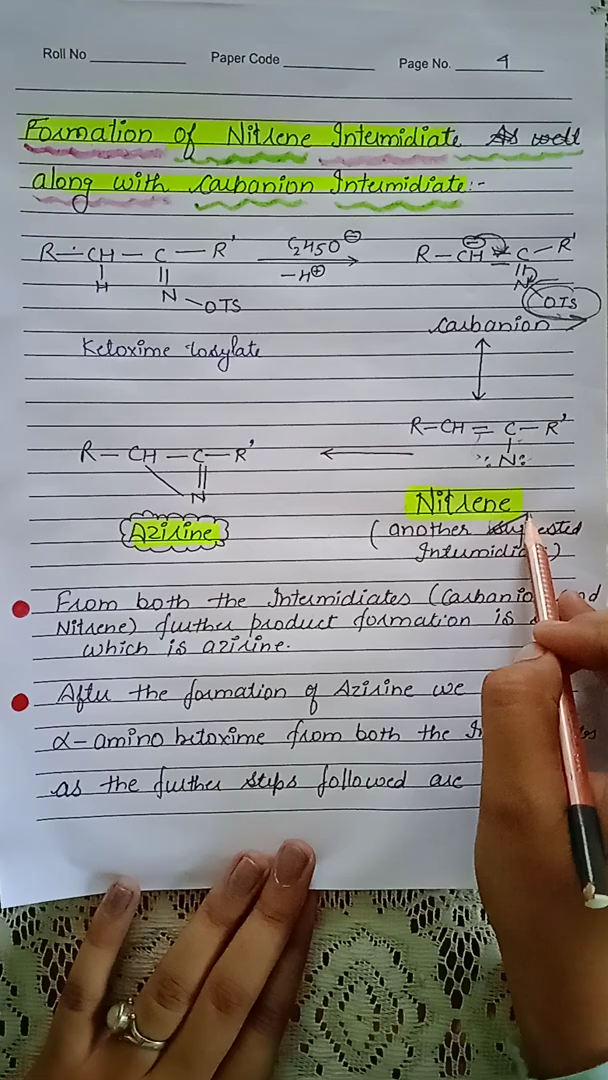 Roll No Paper Code Page No. 4
Formation of Nitrene Intermidiate As well
along with Carbanion Intermidiate:-
R — CH — C — R' C2H5O⊖ R — CH — C — R'
H N — OTS −H⊕ N OTS
Carbanion
Ketoxime tosylate
R — CH — C — R' R — CH = C — R'
N :N:
Azirine Nitrene
(another suggested
Intermidiate)
From both the Intermidiates (Carbanion and
Nitrene) further product formation is
which is azirine.
After the formation of Azirine we
α-amino ketoxime from both the
as the further steps followed are